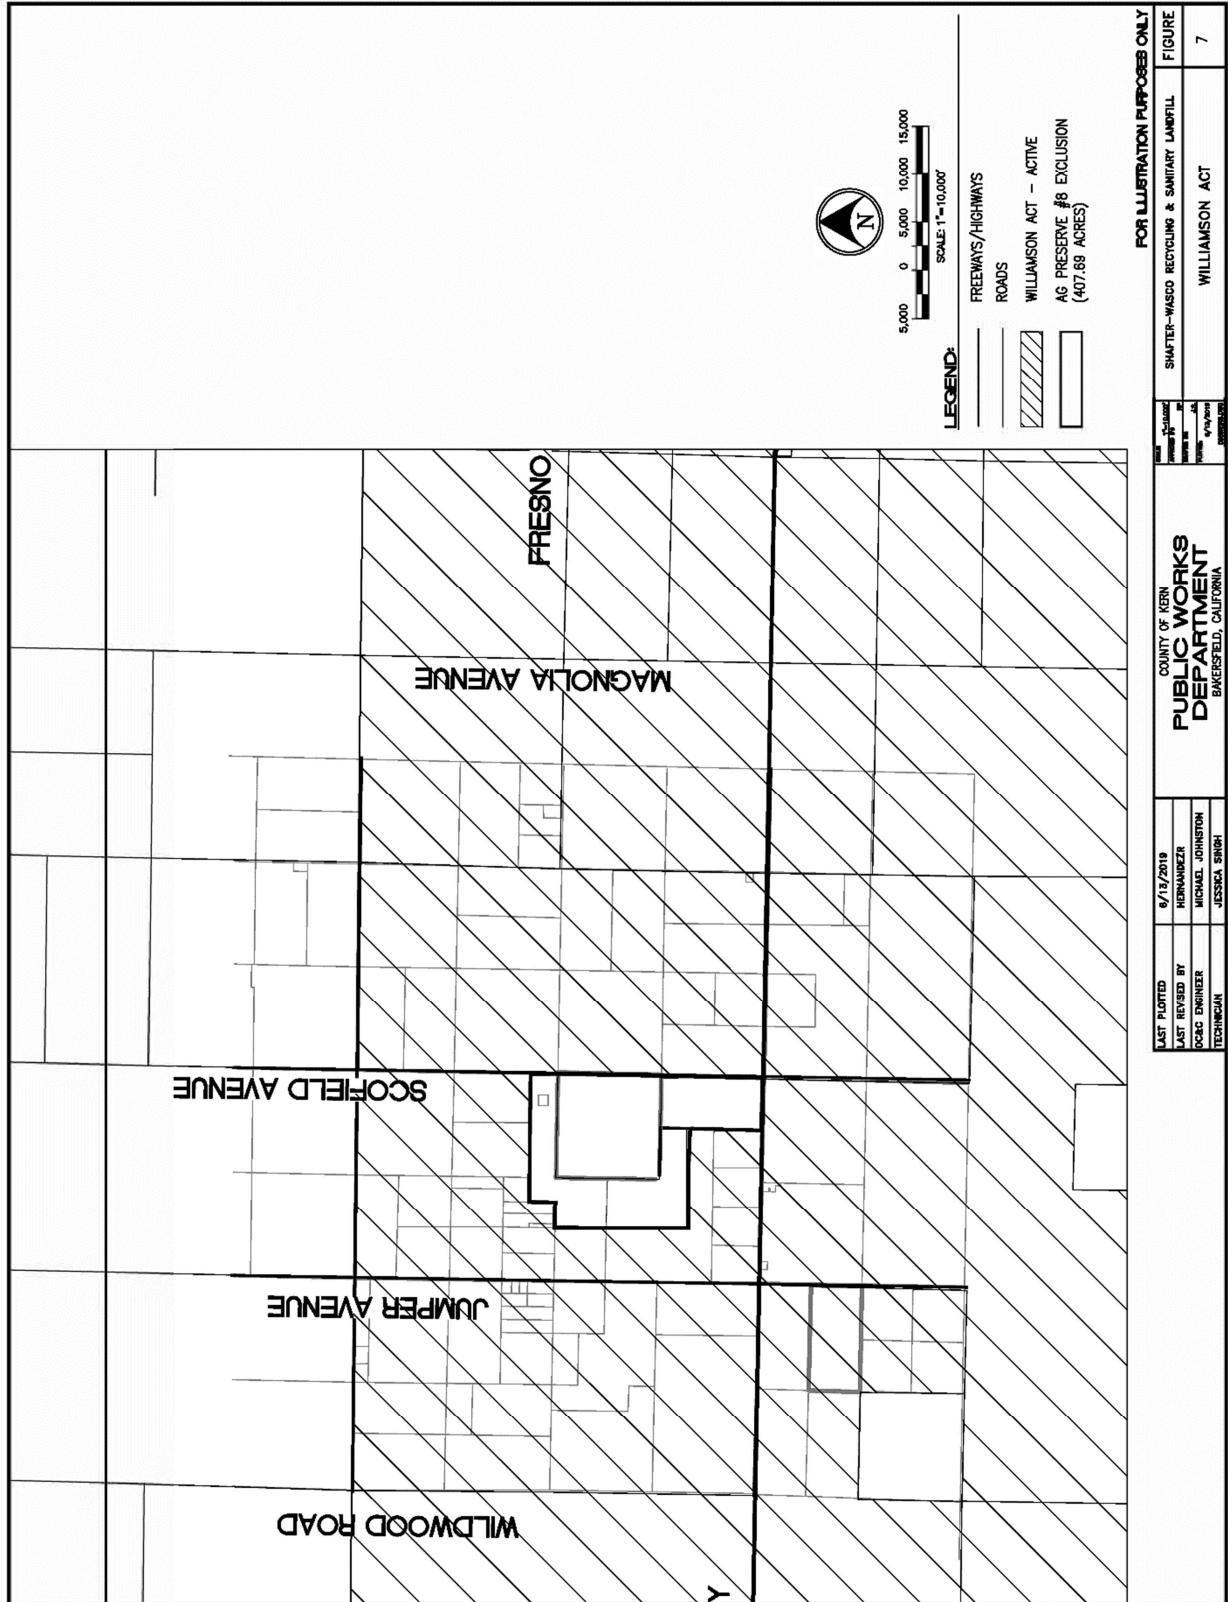 FRESNO
MAGNOLIA AVENUE
SCOFIELD AVENUE
JUMPER AVENUE
WILDWOOD ROAD
Y
N
5,000 0 5,000 10,000 15,000
SCALE: 1"=10,000'
LEGEND:
FREEWAYS/HIGHWAYS
ROADS
WILLIAMSON ACT - ACTIVE
AG PRESERVE #8 EXCLUSION
(407.69 ACRES)
FOR ILLUSTRATION PURPOSES ONLY
LAST PLOTTED 6/13/2019
LAST REVISED BY HERNANDEZR
ENGINEER MICHAEL JOHNSTON
TECHNICIAN JESSICA SINGH
COUNTY OF KERN
PUBLIC WORKS
DEPARTMENT
BAKERSFIELD, CALIFORNIA
SHAFTER-WASCO RECYCLING & SANITARY LANDFILL
WILLIAMSON ACT
FIGURE
7